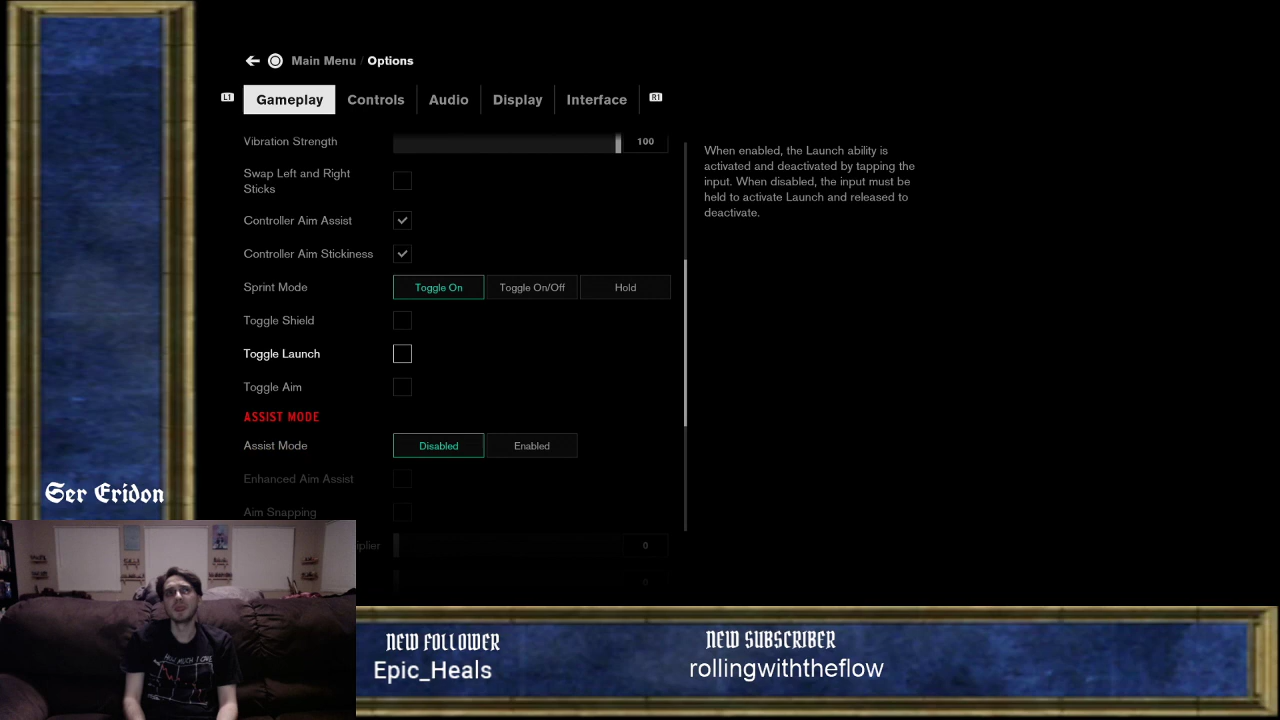 Main Menu / Options
L1
Gameplay
Controls
Audio
Display
Interface
R1
Vibration Strength
100
Swap Left and Right
Sticks
Controller Aim Assist
Controller Aim Stickiness
Sprint Mode
Toggle On
Toggle On/Off
Hold
Toggle Shield
Toggle Launch
Toggle Aim
ASSIST MODE
Assist Mode
Disabled
Enabled
Enhanced Aim Assist
Aim Snapping
0
0
When enabled, the Launch ability is
activated and deactivated by tapping the
input. When disabled, the input must be
held to activate Launch and released to
deactivate.
Ser Eridon
NEW FOLLOWER
Epic_Heals
NEW SUBSCRIBER
rollingwiththeflow